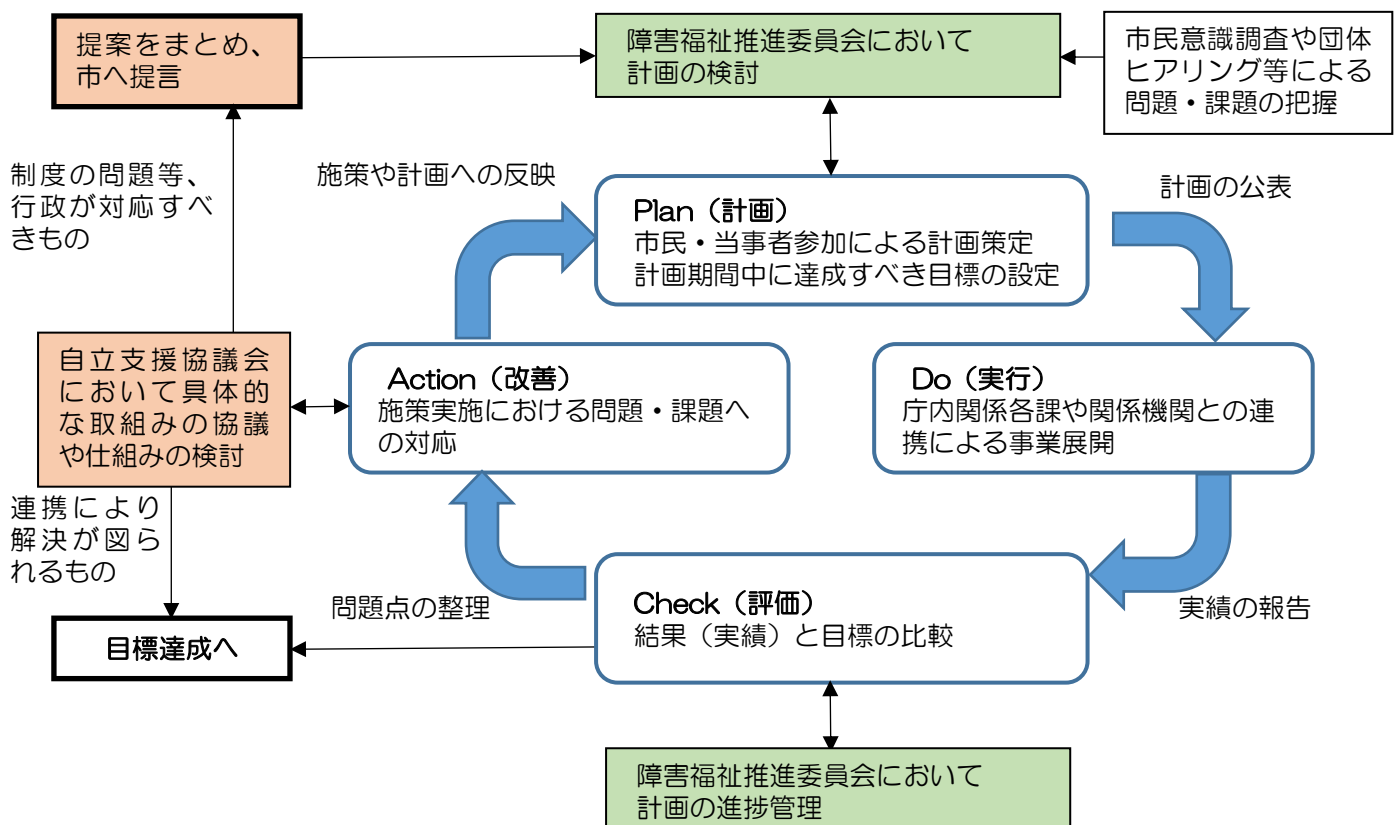 提案をまとめ、
市へ提言
障害福祉推進委員会において
計画の検討
市民意識調査や団体
ヒアリング等による
問題・課題の把握
制度の問題等、
行政が対応すべ
きもの
施策や計画への反映
Plan(計画)
市民・当事者参加による計画策定
計画期間中に達成すべき目標の設定
計画の公表
自立支援協議会
において具体的
な取組みの協議
や仕組みの検討
Action(改善)
施策実施における問題・課題へ
の対応
Do(実行)
庁内関係各課や関係機関との連
携による事業展開
連携により
解決が図ら
れるもの
問題点の整理
Check(評価)
結果(実績)と目標の比較
実績の報告
目標達成へ
障害福祉推進委員会において
計画の進捗管理